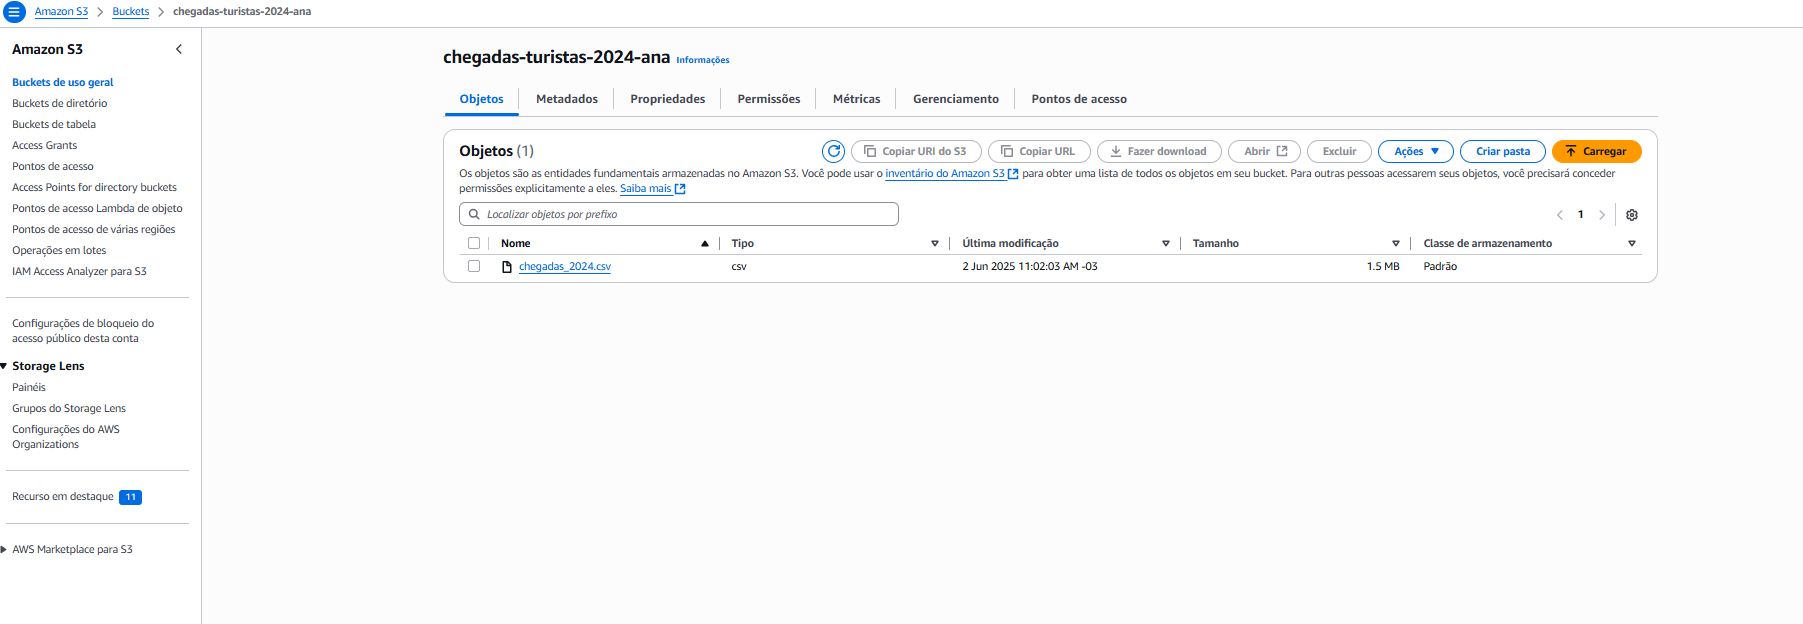 Amazon S3 > Buckets > chegadas-turistas-2024-ana
Amazon S3
Buckets de uso geral
Buckets de diretório
Buckets de tabela
Access Grants
Pontos de acesso
Access Points for directory buckets
Pontos de acesso Lambda de objeto
Pontos de acesso de várias regiões
Operações em lotes
IAM Access Analyzer para S3
Configurações de bloqueio do
acesso público desta conta
Storage Lens
Painéis
Grupos do Storage Lens
Configurações do AWS
Organizations
Recurso em destaque 11
AWS Marketplace para S3
chegadas-turistas-2024-ana Informações
Objetos Metadados Propriedades Permissões Métricas Gerenciamento Pontos de acesso
Objetos (1) Copiar URI do S3 Copiar URL Fazer download Abrir Excluir Ações Criar pasta Carregar
Os objetos são as entidades fundamentais armazenadas no Amazon S3. Você pode usar o inventário do Amazon S3 para obter uma lista de todos os objetos em seu bucket. Para outras pessoas acessarem seus objetos, você precisará conceder
permissões explicitamente a eles. Saiba mais
Localizar objetos por prefixo 1
Nome Tipo Última modificação Tamanho Classe de armazenamento
chegadas_2024.csv csv 2 Jun 2025 11:02:03 AM -03 1.5 MB Padrão